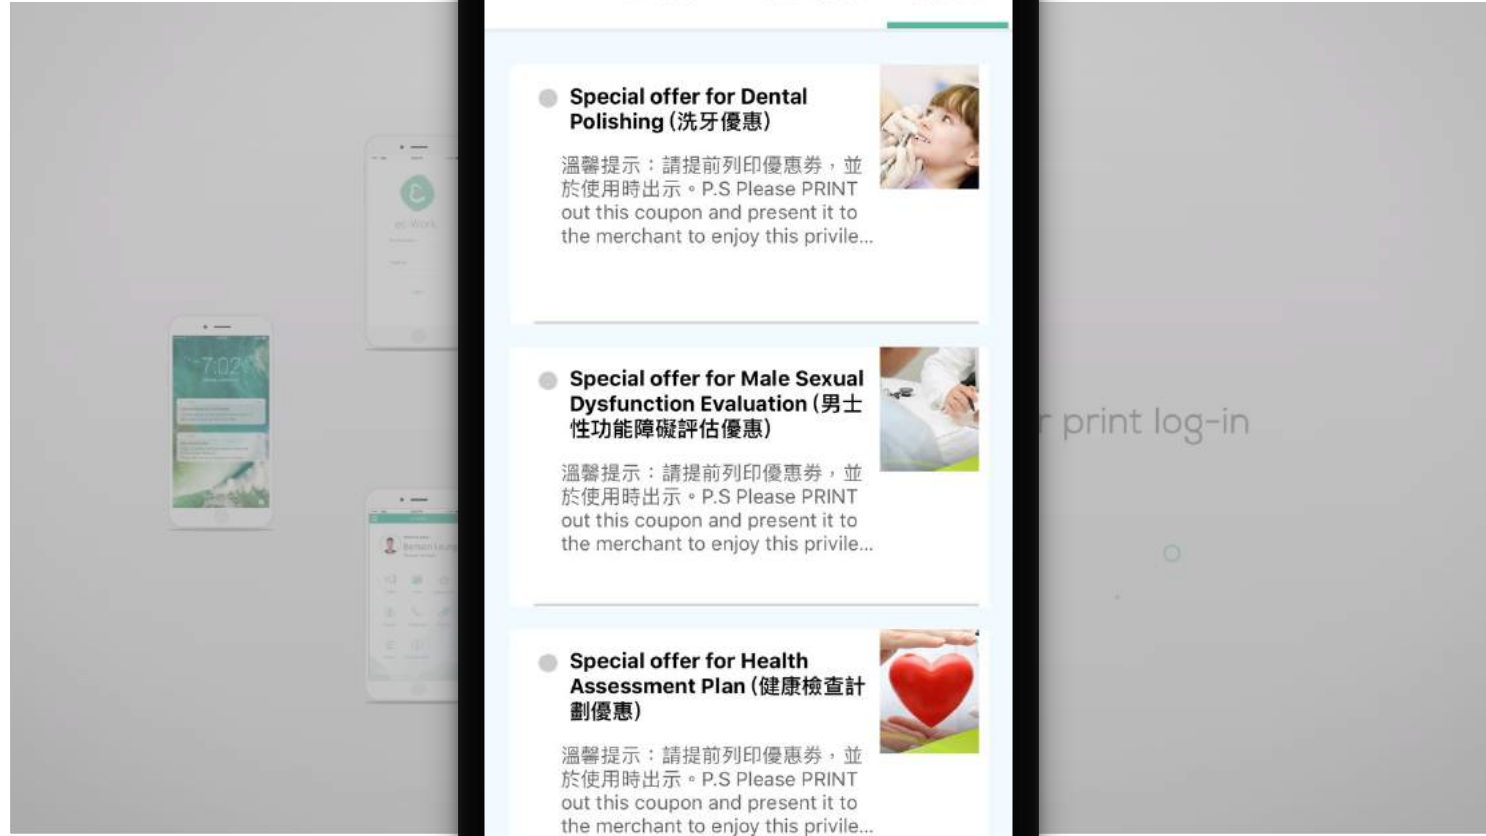 Special offer for Dental
Polishing (洗牙優惠)
溫馨提示：請提前列印優惠券，並
於使用時出示。P.S Please PRINT
out this coupon and present it to
the merchant to enjoy this privile...
Special offer for Male Sexual
Dysfunction Evaluation (男士
性功能障礙評估優惠)
溫馨提示：請提前列印優惠券，並
於使用時出示。P.S Please PRINT
out this coupon and present it to
the merchant to enjoy this privile...
Special offer for Health
Assessment Plan (健康檢查計
劃優惠)
溫馨提示：請提前列印優惠券，並
於使用時出示。P.S Please PRINT
out this coupon and present it to
the merchant to enjoy this privile...
7:02
Benson Leung
print log-in